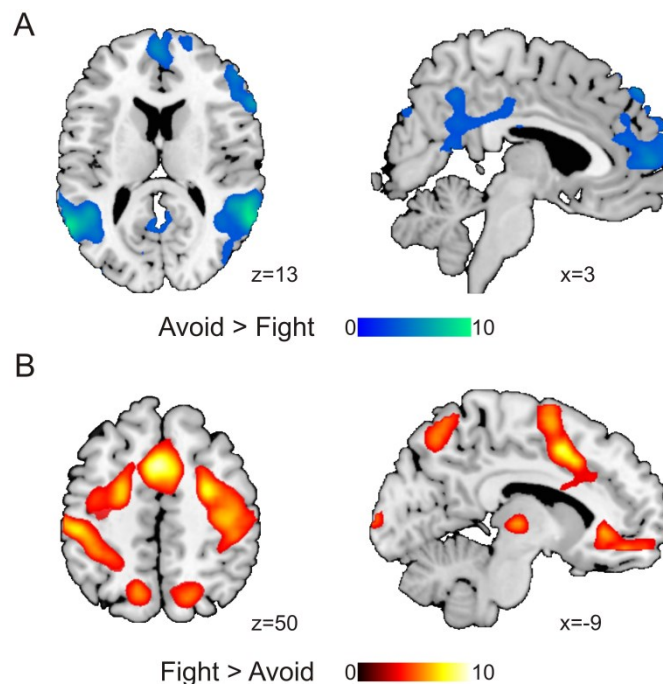 A
z=13 x=3
Avoid > Fight 0 10
B
z=50 x=-9
Fight > Avoid 0 10